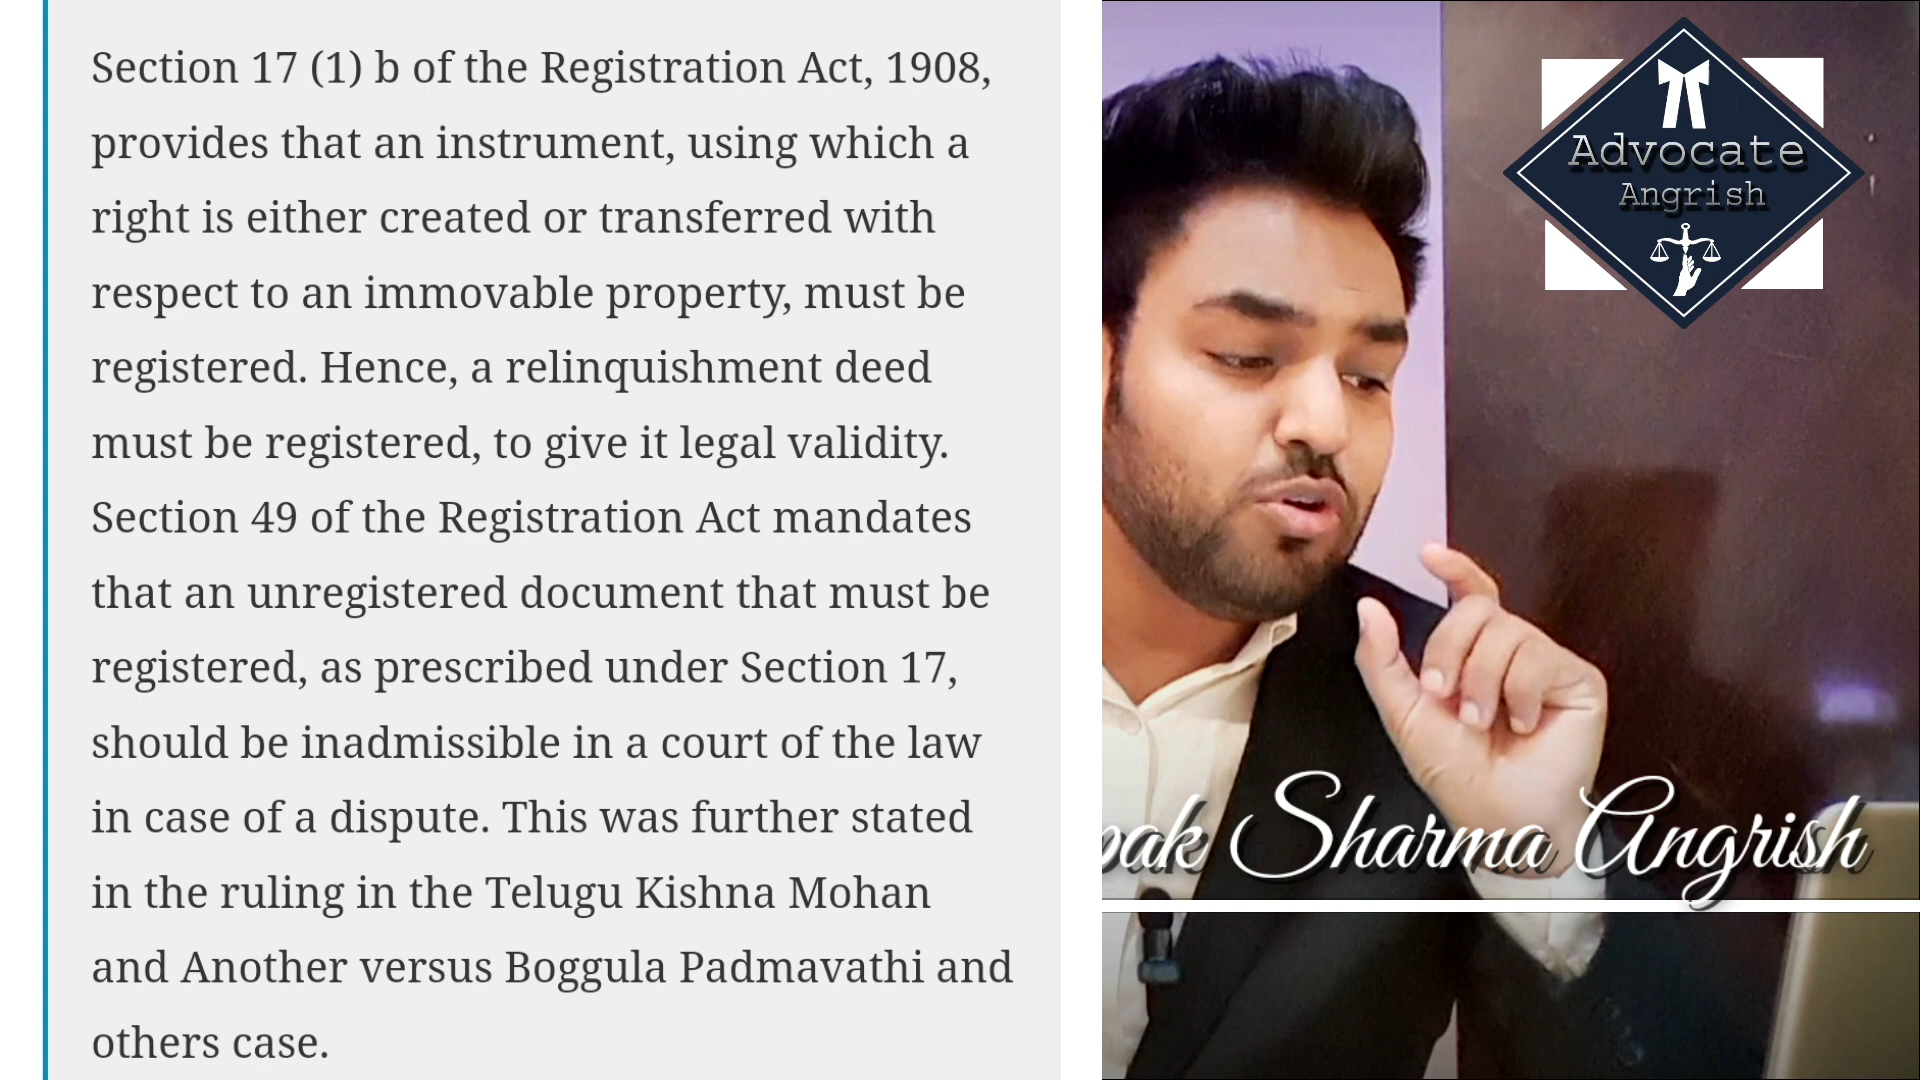 Section 17 (1) b of the Registration Act, 1908,
provides that an instrument, using which a
right is either created or transferred with
respect to an immovable property, must be
registered. Hence, a relinquishment deed
must be registered, to give it legal validity.
Section 49 of the Registration Act mandates
that an unregistered document that must be
registered, as prescribed under Section 17,
should be inadmissible in a court of the law
in case of a dispute. This was further stated
in the ruling in the Telugu Kishna Mohan
and Another versus Boggula Padmavathi and
others case.
Advocate
Angrish
pak Sharma Angrish